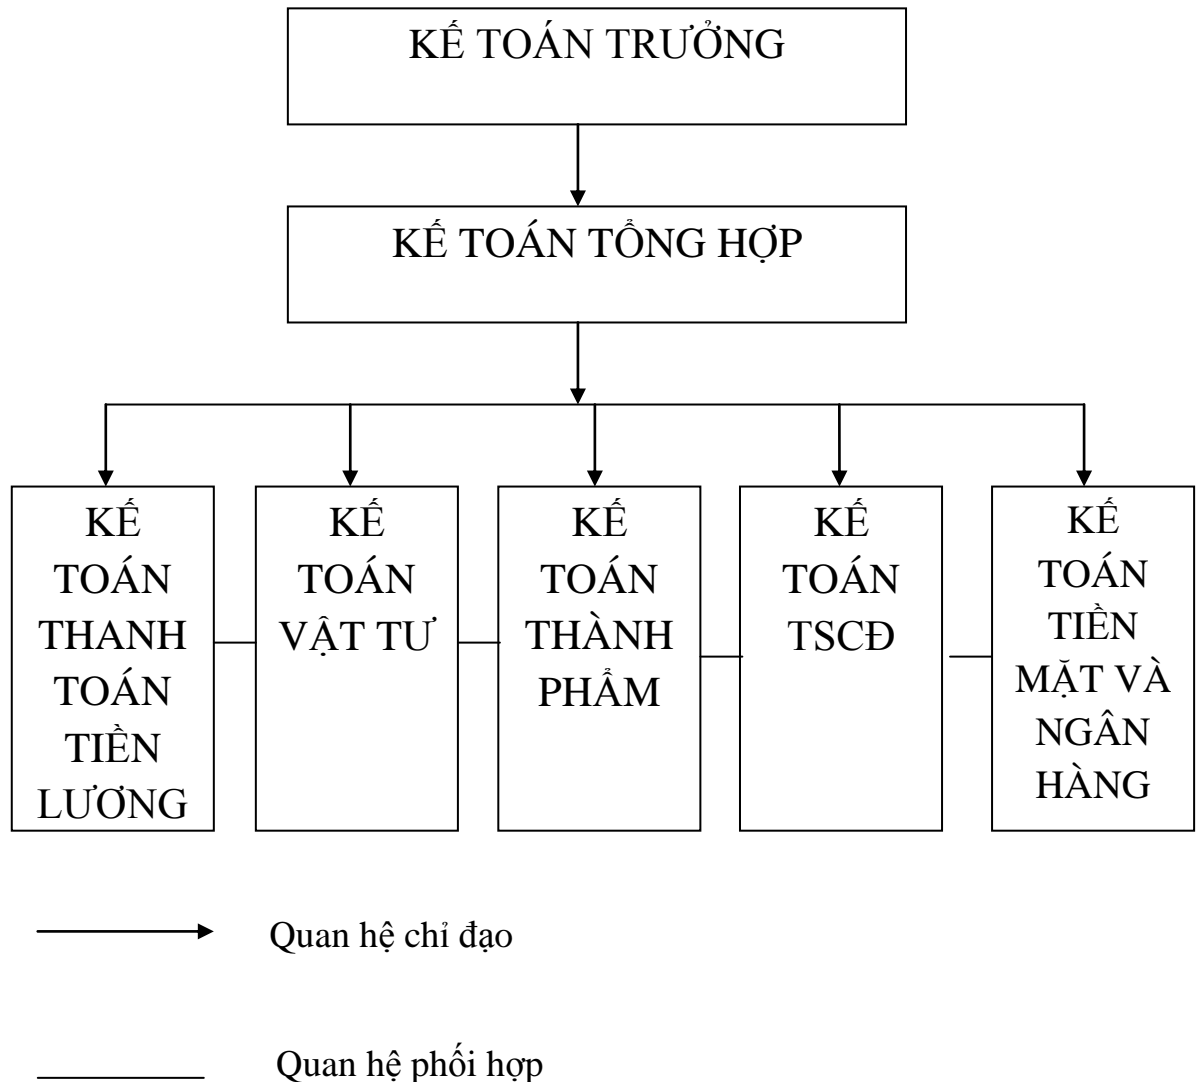 KẾ TOÁN TRƯỞNG
KẾ TOÁN TỔNG HỢP
KẾ
TOÁN
THANH
TOÁN
TIỀN
LƯƠNG
KẾ
TOÁN
VẬT TƯ
KẾ
TOÁN
THÀNH
PHẨM
KẾ
TOÁN
TSCĐ
KẾ
TOÁN
TIỀN
MẶT VÀ
NGÂN
HÀNG
Quan hệ chỉ đạo
Quan hệ phối hợp